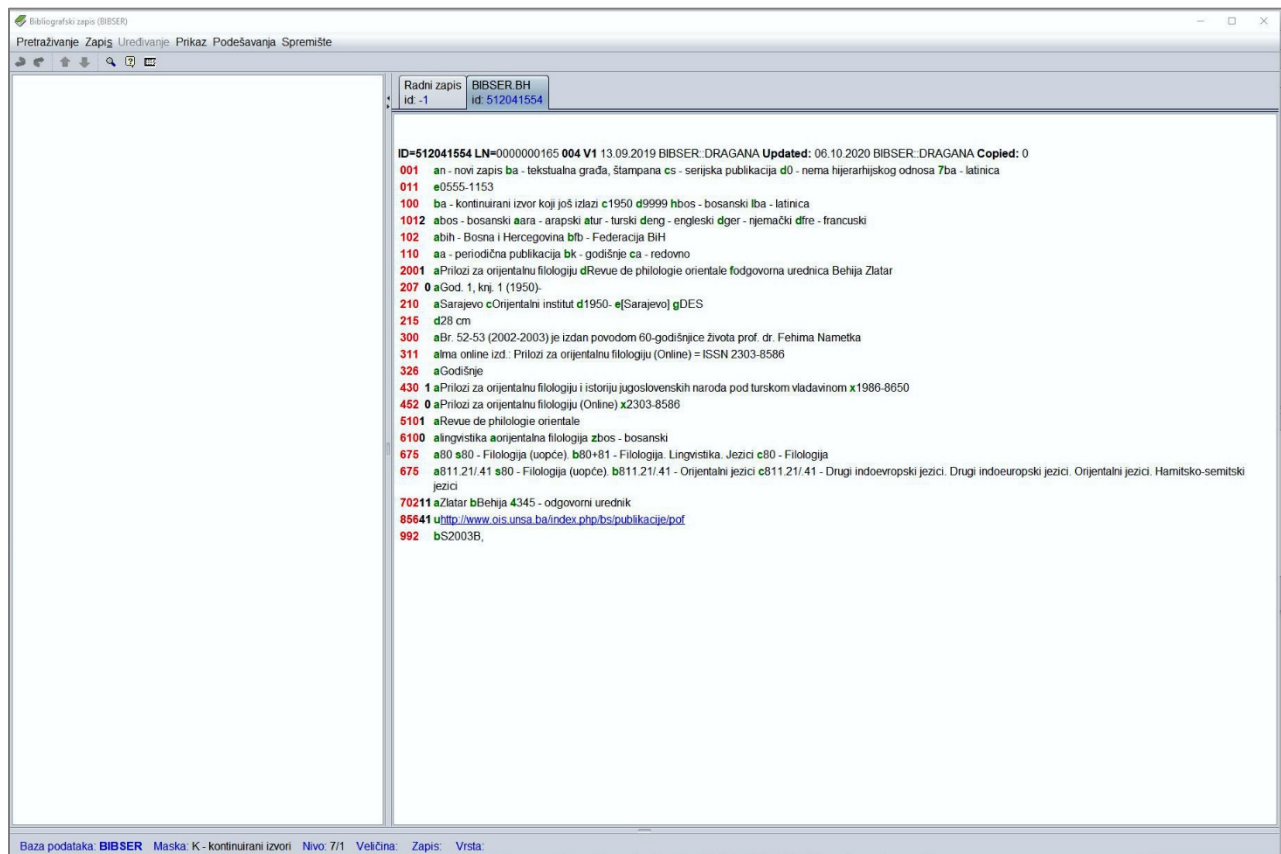 Bibliografski zapis (BIBSER)
Pretraživanje Zapis Uređivanje Prikaz Podešavanja Spremište
Radni zapis BIBSER.BH
id: -1 id: 512041554
ID=512041554 LN=0000000165 004 V1 13.09.2019 BIBSER::DRAGANA Updated: 06.10.2020 BIBSER::DRAGANA Copied: 0
001 an - novi zapis ba - tekstualna građa, štampana cs - serijska publikacija d0 - nema hijerarhijskog odnosa 7ba - latinica
011 e0555-1153
100 ba - kontinuirani izvor koji još izlazi c1950 d9999 hbos - bosanski lba - latinica
1012 abos - bosanski aara - arapski atur - turski deng - engleski dger - njemački dfre - francuski
102 abih - Bosna i Hercegovina bfb - Federacija BiH
110 aa - periodična publikacija bk - godišnje ca - redovno
2001 aPrilozi za orijentalnu filologiju dRevue de philologie orientale fodgovorna urednica Behija Zlatar
207 0 aGod. 1, knj. 1 (1950)-
210 aSarajevo cOrijentalni institut d1950- e[Sarajevo] gDES
215 d28 cm
300 aBr. 52-53 (2002-2003) je izdan povodom 60-godišnjice života prof. dr. Fehima Nametka
311 aIma online izd.: Prilozi za orijentalnu filologiju (Online) = ISSN 2303-8586
326 aGodišnje
430 1 aPrilozi za orijentalnu filologiju i istoriju jugoslovenskih naroda pod turskom vladavinom x1986-8650
452 0 aPrilozi za orijentalnu filologiju (Online) x2303-8586
5101 aRevue de philologie orientale
6100 alingvistika aorijentalna filologija zbos - bosanski
675 a80 s80 - Filologija (uopće). b80+81 - Filologija. Lingvistika. Jezici c80 - Filologija
675 a811.21/.41 s80 - Filologija (uopće). b811.21/.41 - Orijentalni jezici c811.21/.41 - Drugi indoevropski jezici. Drugi indoeuropski jezici. Orijentalni jezici. Hamitsko-semitski
jezici
70211 aZlatar bBehija 4345 - odgovorni urednik
85641 uhttp://www.ois.unsa.ba/index.php/bs/publikacije/pof
992 bS2003B,
Baza podataka: BIBSER Maska: K - kontinuirani izvori Nivo: 7/1 Veličina: Zapis: Vrsta: